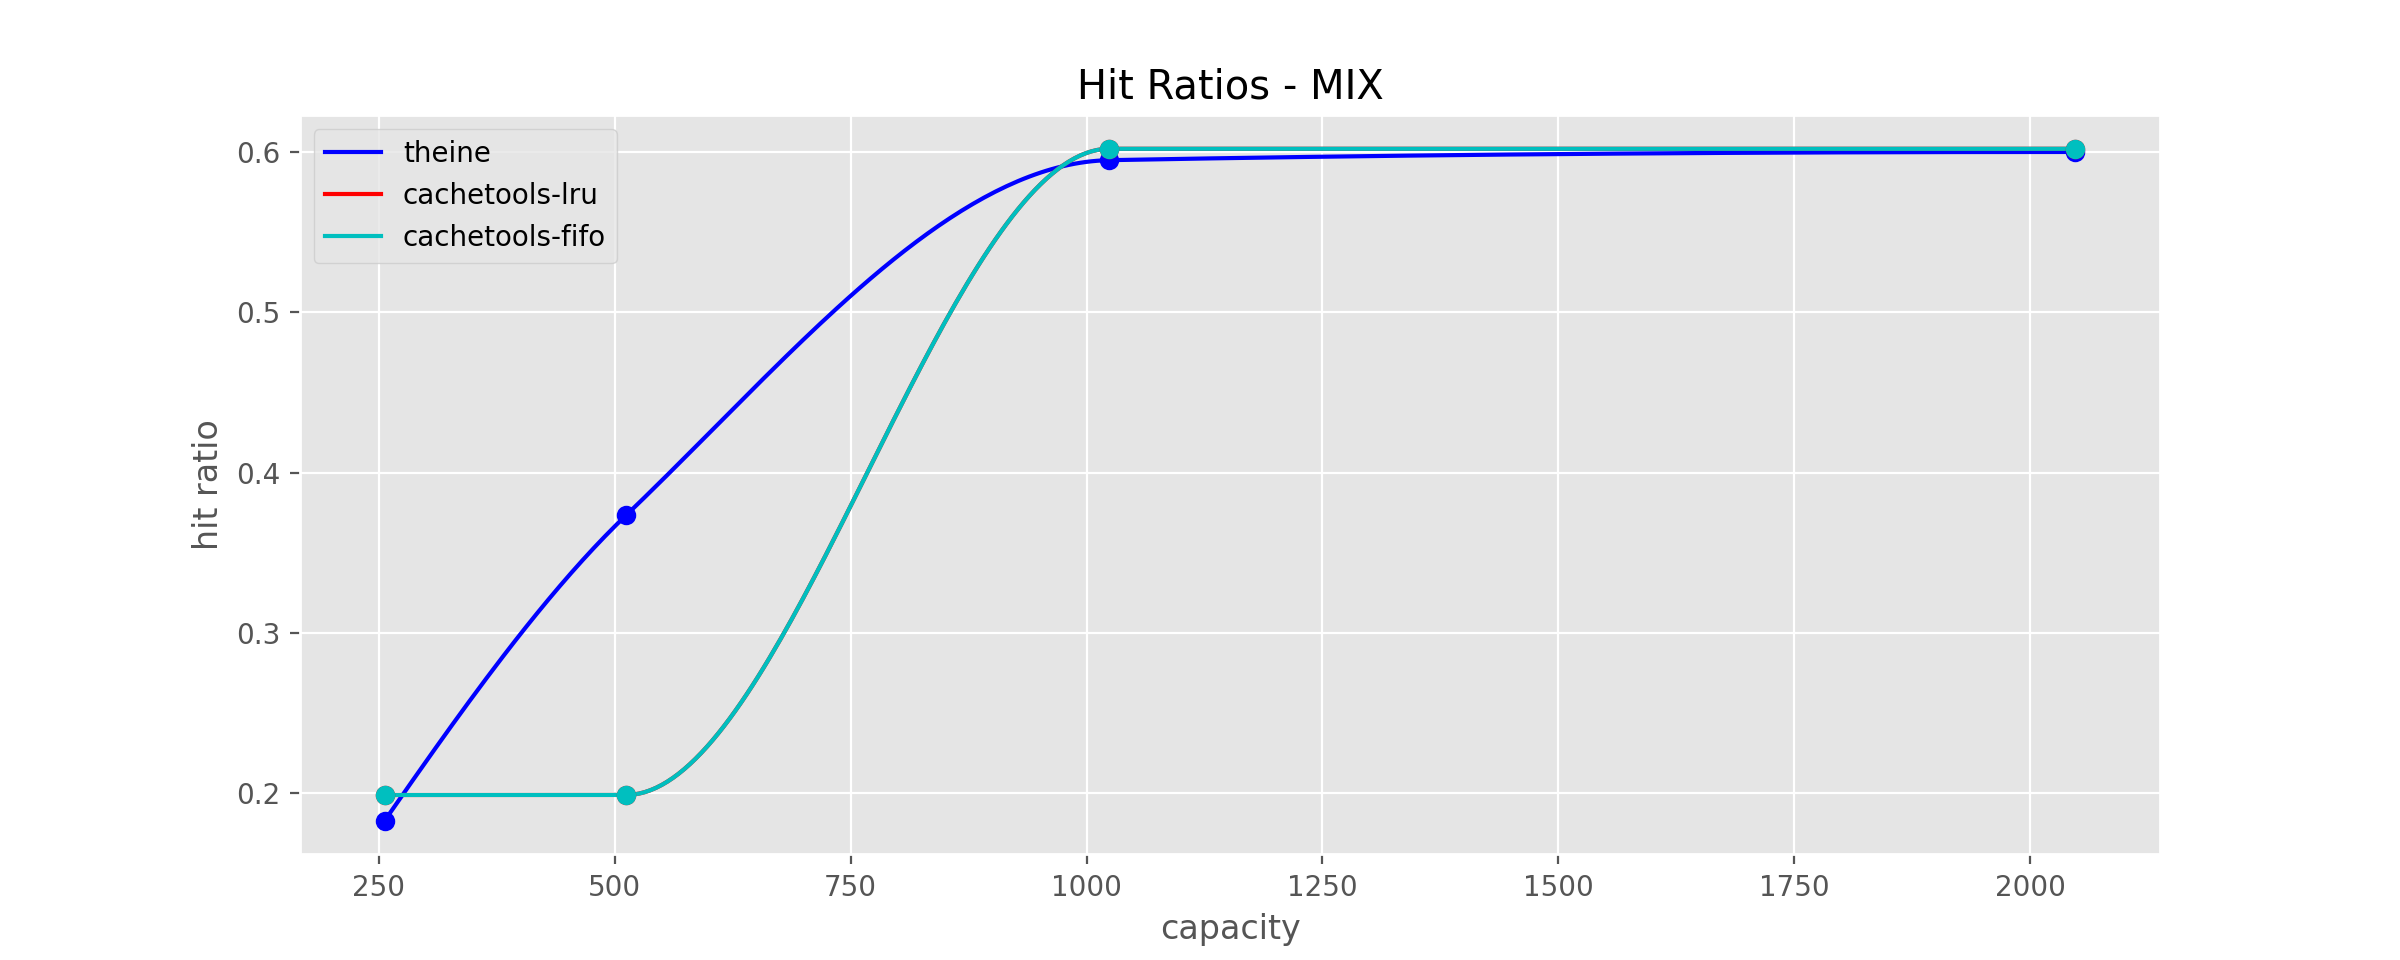 Hit Ratios - MIX
theine
cachetools-lru
cachetools-fifo
0.6
0.5
0.4
0.3
0.2
hit ratio
250 500 750 1000 1250 1500 1750 2000
capacity